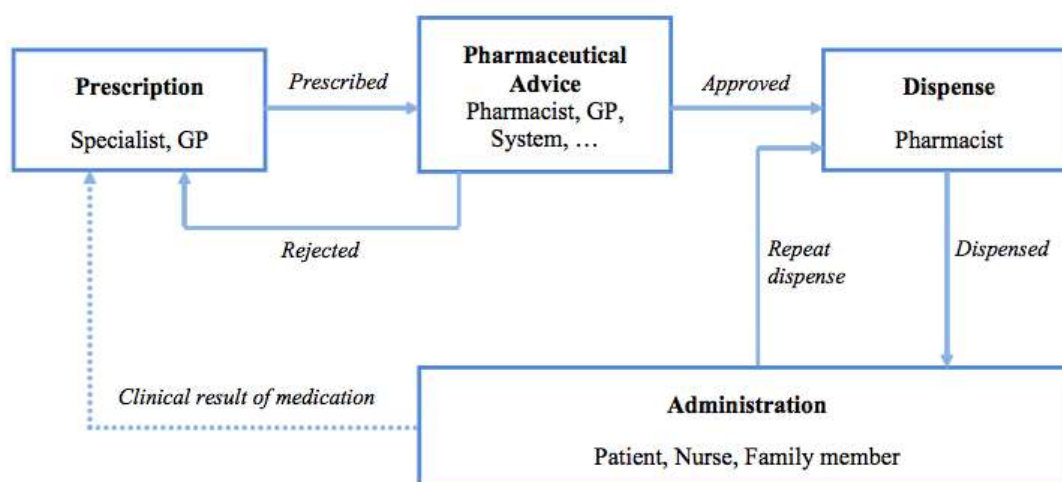 Prescription
Specialist, GP
Prescribed
Pharmaceutical
Advice
Pharmacist, GP,
System, …
Approved
Dispense
Pharmacist
Rejected
Repeat
dispense
Dispensed
Clinical result of medication
Administration
Patient, Nurse, Family member